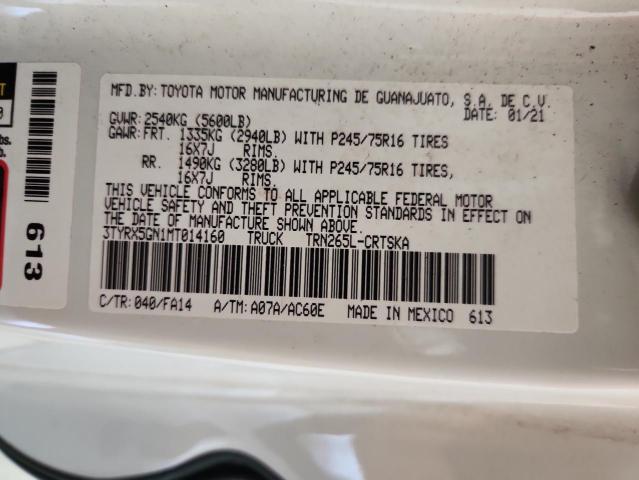 MFD.BY: TOYOTA MOTOR MANUFACTURING DE GUANAJUATO, S.A. DE C.V.
GVWR: 2540KG (5600LB) DATE: 01/21
GAWR: FRT. 1335KG (2940LB) WITH P245/75R16 TIRES
16X7J RIMS.
RR. 1490KG (3280LB) WITH P245/75R16 TIRES,
16X7J RIMS.
THIS VEHICLE CONFORMS TO ALL APPLICABLE FEDERAL MOTOR
VEHICLE SAFETY AND THEFT PREVENTION STANDARDS IN EFFECT ON
THE DATE OF MANUFACTURE SHOWN ABOVE.
3TYRX5GN1MT014160 TRUCK TRN265L-CRTSKA
C/TR: 040/FA14 A/TM: A07A/AC60E MADE IN MEXICO 613
613